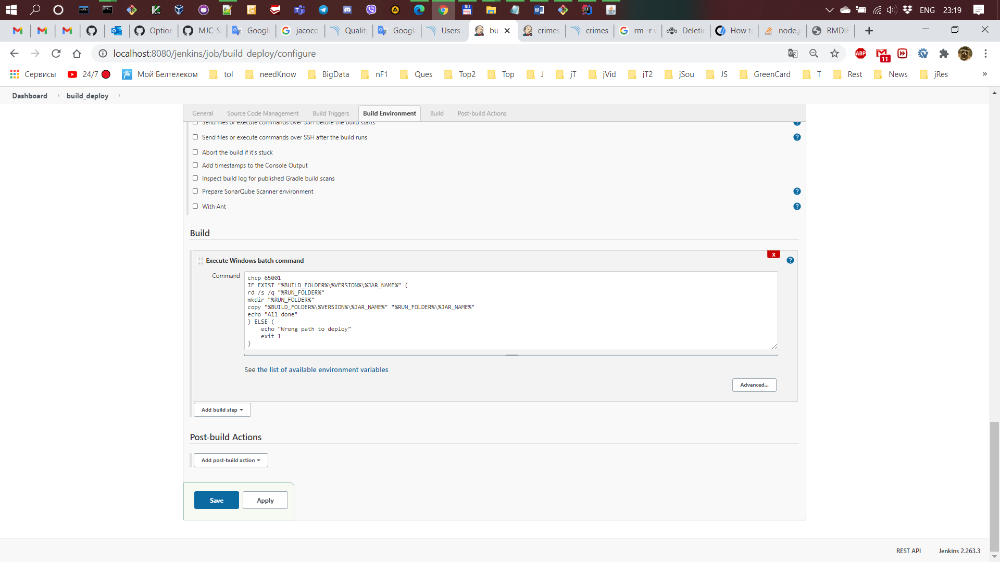 ENG 23:19
Option
MJC-S
Googl
jacoco
Qualit
Googl
Users
bu
crimes
crimes
rm -r
Deletin
How t
node.j
RMDIR
localhost:8080/jenkins/job/build_deploy/configure
ABP
11
Сервисы
24/7
Мой Белтелеком
tol
needKnow
BigData
nF1
Ques
Top2
Top
J
jT
jVid
jT2
jSou
JS
GreenCard
T
Rest
News
jRes
»
Dashboard
build_deploy
General
Source Code Management
Build Triggers
Build Environment
Build
Post-build Actions
Send files or execute commands over SSH before the build starts
Send files or execute commands over SSH after the build runs
Abort the build if it's stuck
Add timestamps to the Console Output
Inspect build log for published Gradle build scans
Prepare SonarQube Scanner environment
With Ant
Build
X
Execute Windows batch command
Command
chcp 65001
IF EXIST "%BUILD_FOLDER%\%VERSION%\%JAR_NAME%" (
rd /s /q "%RUN_FOLDER%"
mkdir "%RUN_FOLDER%"
copy "%BUILD_FOLDER%\%VERSION%\%JAR_NAME%" "%RUN_FOLDER%\%JAR_NAME%"
echo "All done"
) ELSE (
echo "Wrong path to deploy"
exit 1
)
See the list of available environment variables
Advanced...
Add build step
Post-build Actions
Add post-build action
Save
Apply
REST API
Jenkins 2.263.3